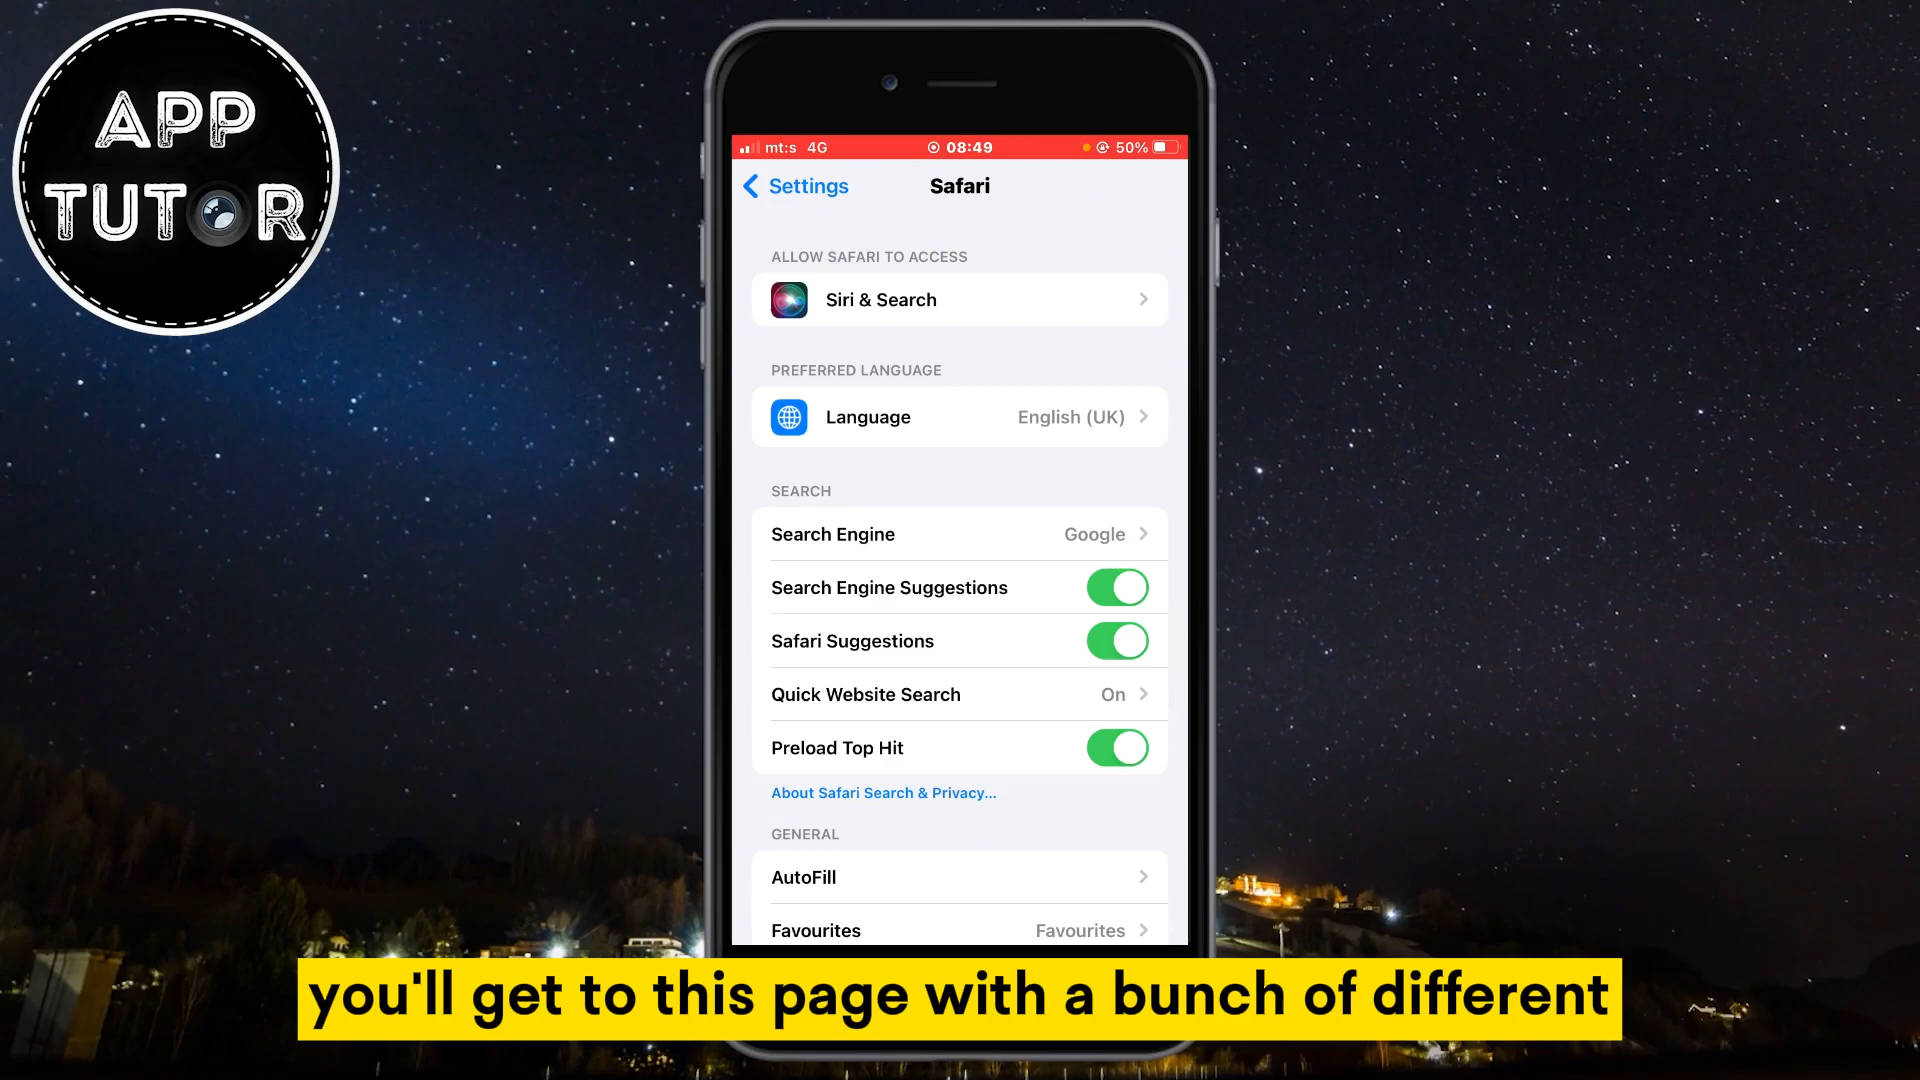 APP
TUTOR
mt:s 4G 08:49 50%
Settings Safari
ALLOW SAFARI TO ACCESS
Siri & Search
PREFERRED LANGUAGE
Language English (UK)
SEARCH
Search Engine Google
Search Engine Suggestions
Safari Suggestions
Quick Website Search On
Preload Top Hit
About Safari Search & Privacy...
GENERAL
AutoFill
Favourites Favourites
you'll get to this page with a bunch of different